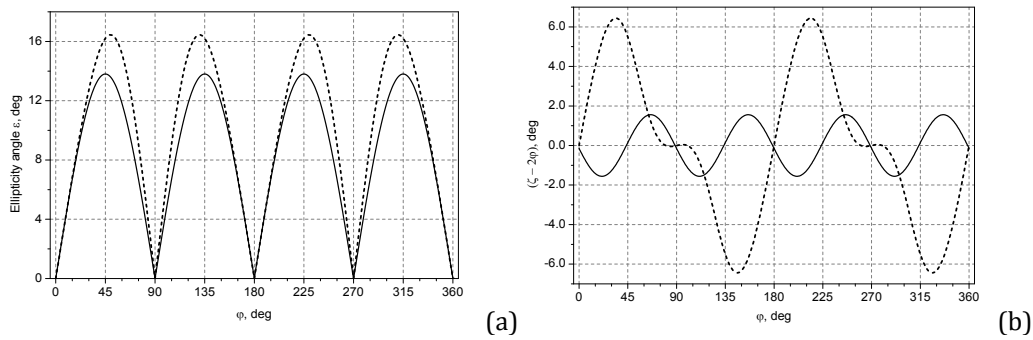 16
12
8
4
0
Ellipticity angle ε, deg
0 45 90 135 180 225 270 315 360
φ, deg
(a)
6.0
4.0
2.0
0.0
-2.0
-4.0
-6.0
(ζ – 2φ), deg
0 45 90 135 180 225 270 315 360
φ, deg
(b)